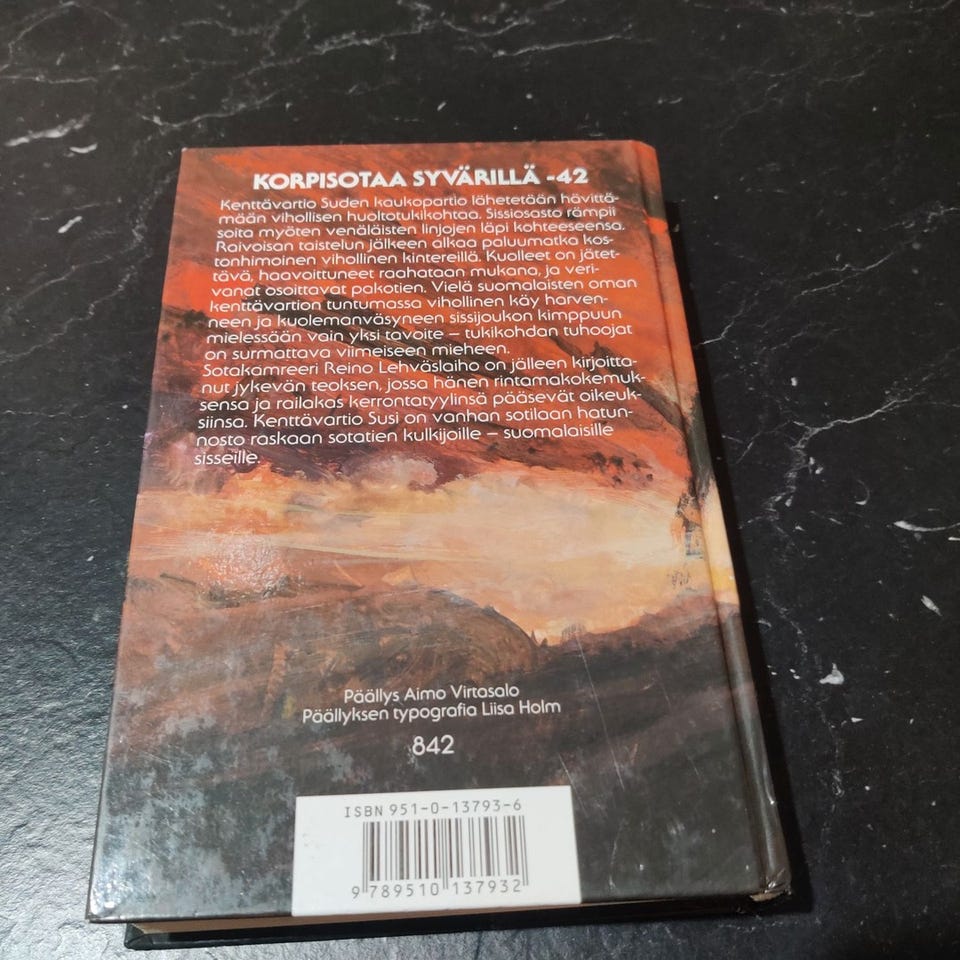 KORPISOTAA SYVÄRILLÄ -42
Kenttävartio Suden kaukopartio lähetetään hävittä-
mään vihollisen huoltotukikohtaa. Sissiosasto rämpii
soita myöten venäläisten linjojen läpi kohteeseensa.
Raivoisan taistelun jälkeen alkaa paluumatka kos-
tonhimoinen vihollinen kintereillä. Kuolleet on jätet-
tävä, haavoittuneet raahataan mukana, ja veri-
vanat osoittavat pakotien. Vielä suomalaisten oman
kenttävartion tuntumassa vihollinen käy harven-
neen ja kuolemanväsyneen sissijoukon kimppuun
mielessään vain yksi tavoite – tukikohdan tuhoojat
on surmattava viimeiseen mieheen.
Sotakamreeri Reino Lehväslaiho on jälleen kirjoitta-
nut jykevän teoksen, jossa hänen rintamakokemuk-
sensa ja railakas kerrontatyylinsä pääsevät oikeuk-
siinsa. Kenttävartio Susi on vanhan sotilaan hatun-
nosto raskaan sotatien kulkijoille – suomalaisille
sisseille
Päällys Aimo Virtasalo
Päällyksen typografia Liisa Holm
842
ISBN 951-0-13793-6
9 789510 137932